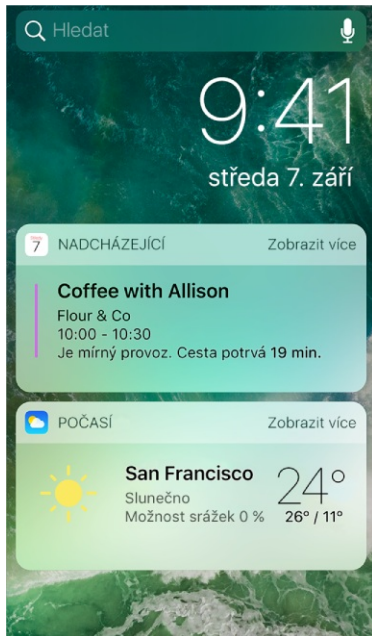 Hledat
9:41
středa 7. září
7 NADCHÁZEJÍCÍ Zobrazit více
Coffee with Allison
Flour & Co
10:00 - 10:30
Je mírný provoz. Cesta potrvá 19 min.
POČASÍ Zobrazit více
San Francisco 24°
Slunečno
Možnost srážek 0 % 26° / 11°